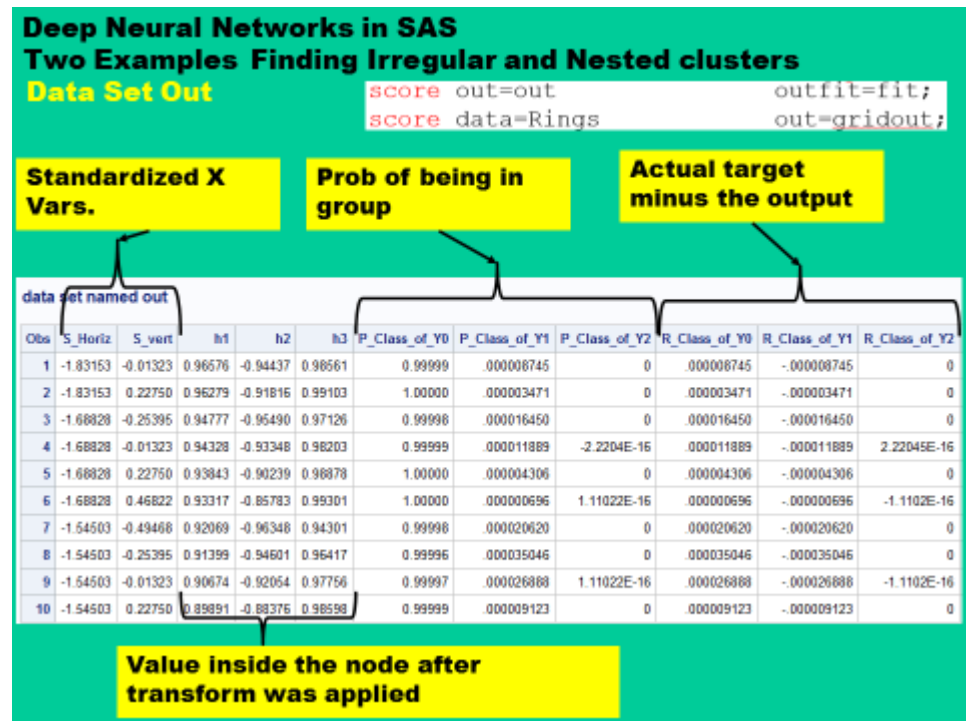 Deep Neural Networks in SAS
Two Examples Finding Irregular and Nested clusters
Data Set Out
score out=out outfit=fit;
score data=Rings out=gridout;
Standardized X
Vars.
Prob of being in
group
Actual target
minus the output
data set named out
Obs S_Horiz S_vert h1 h2 h3 P_Class_of_Y0 P_Class_of_Y1 P_Class_of_Y2 R_Class_of_Y0 R_Class_of_Y1 R_Class_of_Y2
1 -1.83153 -0.01323 0.96576 -0.94437 0.98561 0.99999 .000008745 0 .000008745 -.000008745 0
2 -1.83153 0.22750 0.96279 -0.91816 0.99103 1.00000 .000003471 0 .000003471 -.000003471 0
3 -1.68828 -0.25395 0.94777 -0.95490 0.97126 0.99998 .000016450 0 .000016450 -.000016450 0
4 -1.68828 -0.01323 0.94328 -0.93348 0.98203 0.99999 .000011889 -2.2204E-16 .000011889 -.000011889 2.22045E-16
5 -1.68828 0.22750 0.93843 -0.90239 0.98878 1.00000 .000004306 0 .000004306 -.000004306 0
6 -1.68828 0.46822 0.93317 -0.85783 0.99301 1.00000 .000000696 1.11022E-16 .000000696 -.000000696 -1.1102E-16
7 -1.54503 -0.49468 0.92069 -0.96348 0.94301 0.99998 .000020620 0 .000020620 -.000020620 0
8 -1.54503 -0.25395 0.91399 -0.94601 0.96417 0.99996 .000035046 0 .000035046 -.000035046 0
9 -1.54503 -0.01323 0.90674 -0.92054 0.97756 0.99997 .000026888 1.11022E-16 .000026888 -.000026888 -1.1102E-16
10 -1.54503 0.22750 0.89891 -0.88376 0.98598 0.99999 .000009123 0 .000009123 -.000009123 0
Value inside the node after
transform was applied